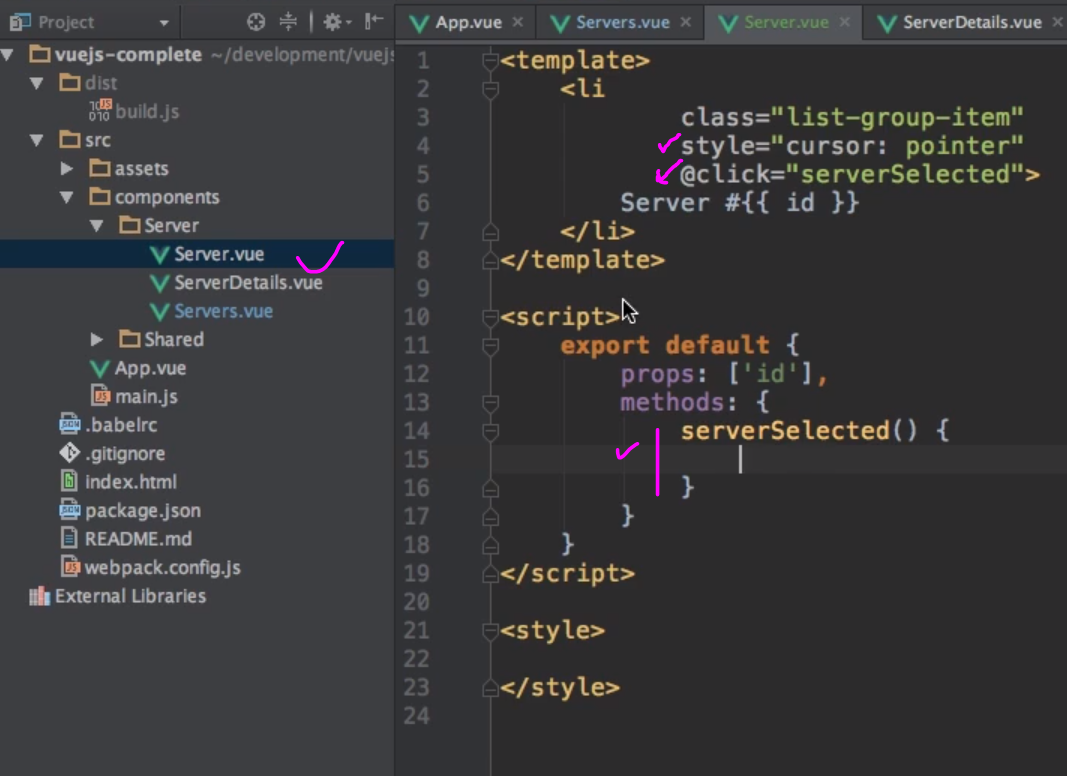 Project
App.vue
Servers.vue
Server.vue
ServerDetails.vue
vuejs-complete ~/development/vuejs
dist
build.js
src
assets
components
Server
Server.vue
ServerDetails.vue
Servers.vue
Shared
App.vue
main.js
.babelrc
.gitignore
index.html
package.json
README.md
webpack.config.js
External Libraries
1 <template>
2 <li
3 class="list-group-item"
4 style="cursor: pointer"
5 @click="serverSelected">
6 Server #{{ id }}
7 </li>
8 </template>
9
10 <script>
11 export default {
12 props: ['id'],
13 methods: {
14 serverSelected() {
15
16 }
17 }
18 }
19 </script>
20
21 <style>
22
23 </style>
24